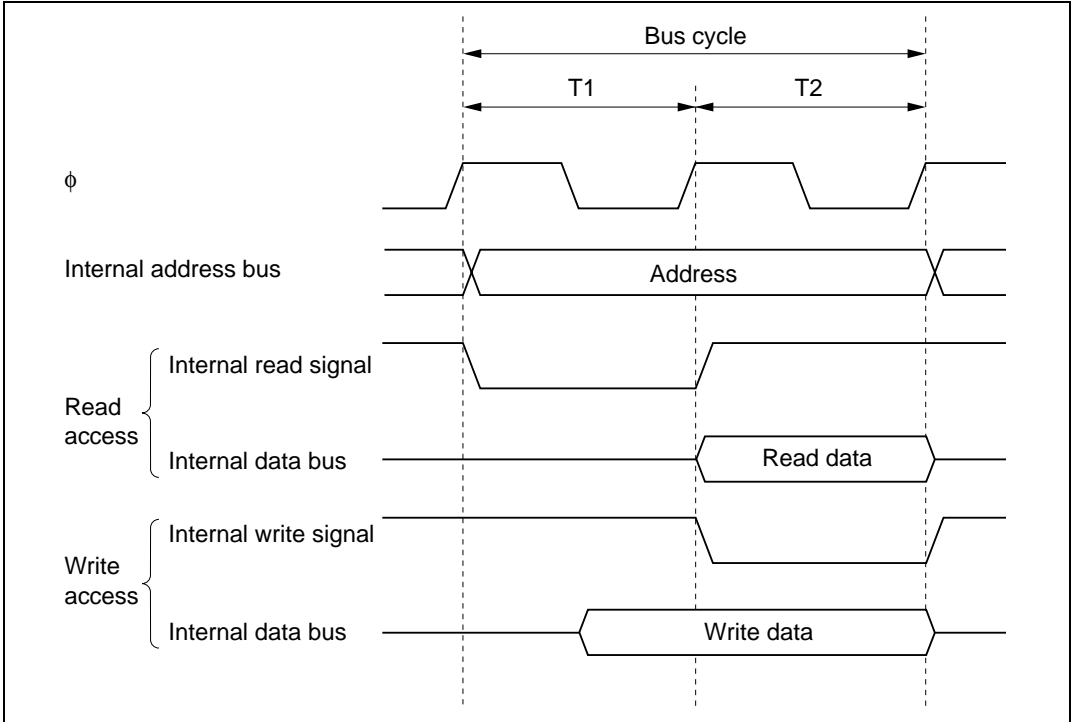 Bus cycle
T1
T2
ϕ
Internal address bus
Address
Read
access
Internal read signal
Internal data bus
Read data
Write
access
Internal write signal
Internal data bus
Write data